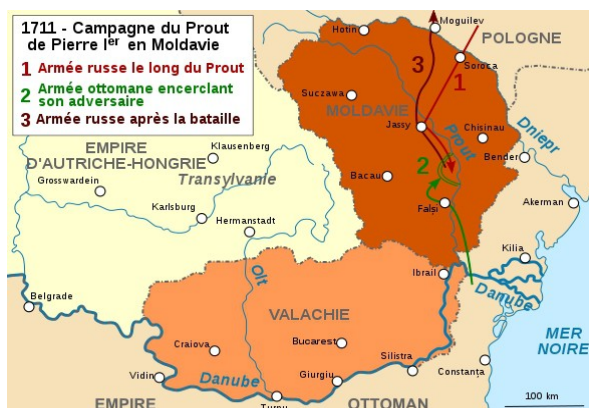 1711 - Campagne du Prout
de Pierre Ier en Moldavie
1 Armée russe le long du Prout
2 Armée ottomane encerclant
son adversaire
3 Armée russe après la bataille
Hotin
Moguilev
POLOGNE
Soroca
3
1
Suczawa
MOLDAVIE
Jassy
Prout
Chisinau
Dniepr
EMPIRE
D'AUTRICHE-HONGRIE
Klausenberg
Transylvanie
Grosswardein
Bacau
2
Bender
Karlsburg
Falși
Akerman
Hermanstadt
Olt
Kilia
Ibrail
Danube
Belgrade
VALACHIE
MER
NOIRE
Craiova
Bucarest
Silistra
Constanța
Vidin
Danube
Giurgiu
Turnu
EMPIRE
OTTOMAN
100 km